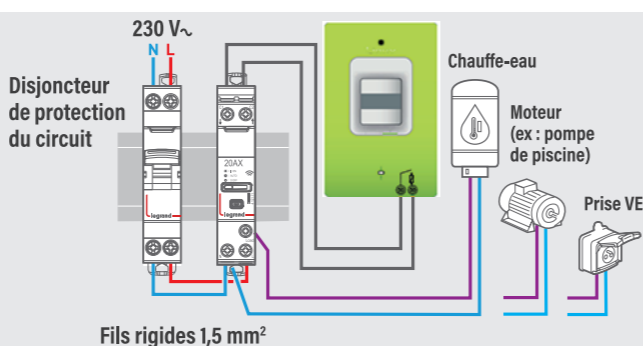 230 V~
N L
Disjoncteur
de protection
du circuit
Chauffe-eau
Moteur
(ex : pompe
de piscine)
Prise VE
20AX
legrand
legrand
Fils rigides 1,5 mm²